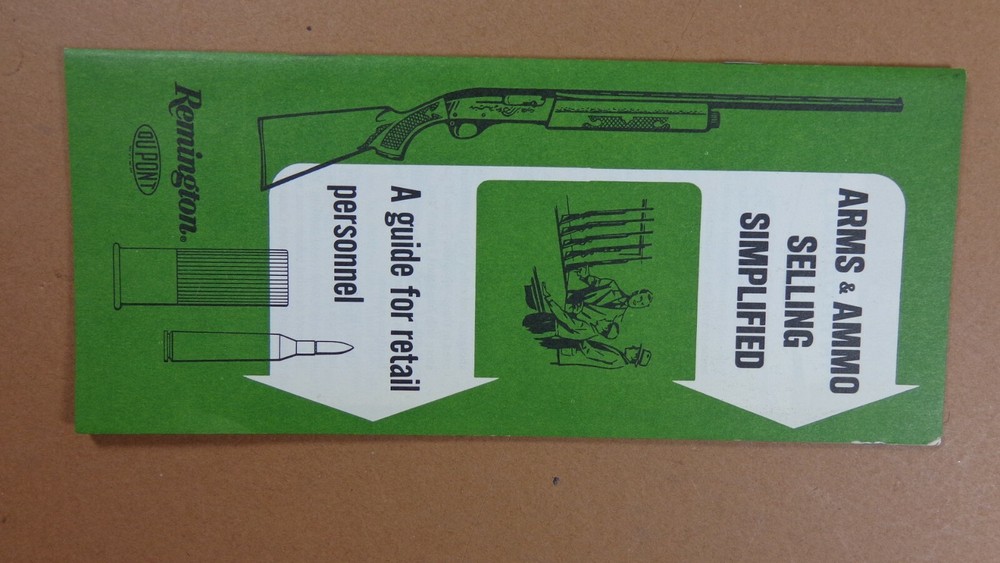 ARMS & AMMO
SELLING
SIMPLIFIED
A guide for retail
personnel
Remington®
DU PONT